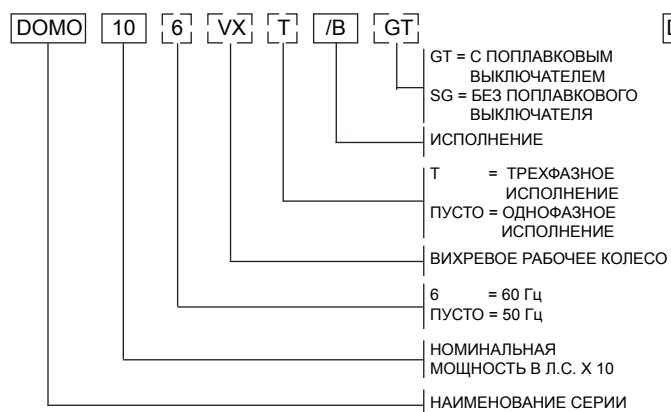 DOMO 10 6 VX T /B GT
GT = С ПОПЛАВКОВЫМ
ВЫКЛЮЧАТЕЛЕМ
SG = БЕЗ ПОПЛАВКОВОГО
ВЫКЛЮЧАТЕЛЯ
ИСПОЛНЕНИЕ
T = ТРЕХФАЗНОЕ
ИСПОЛНЕНИЕ
ПУСТО = ОДНОФАЗНОЕ
ИСПОЛНЕНИЕ
ВИХРЕВОЕ РАБОЧЕЕ КОЛЕСО
6 = 60 Гц
ПУСТО = 50 Гц
НОМИНАЛЬНАЯ
МОЩНОСТЬ В Л.С. X 10
НАИМЕНОВАНИЕ СЕРИИ